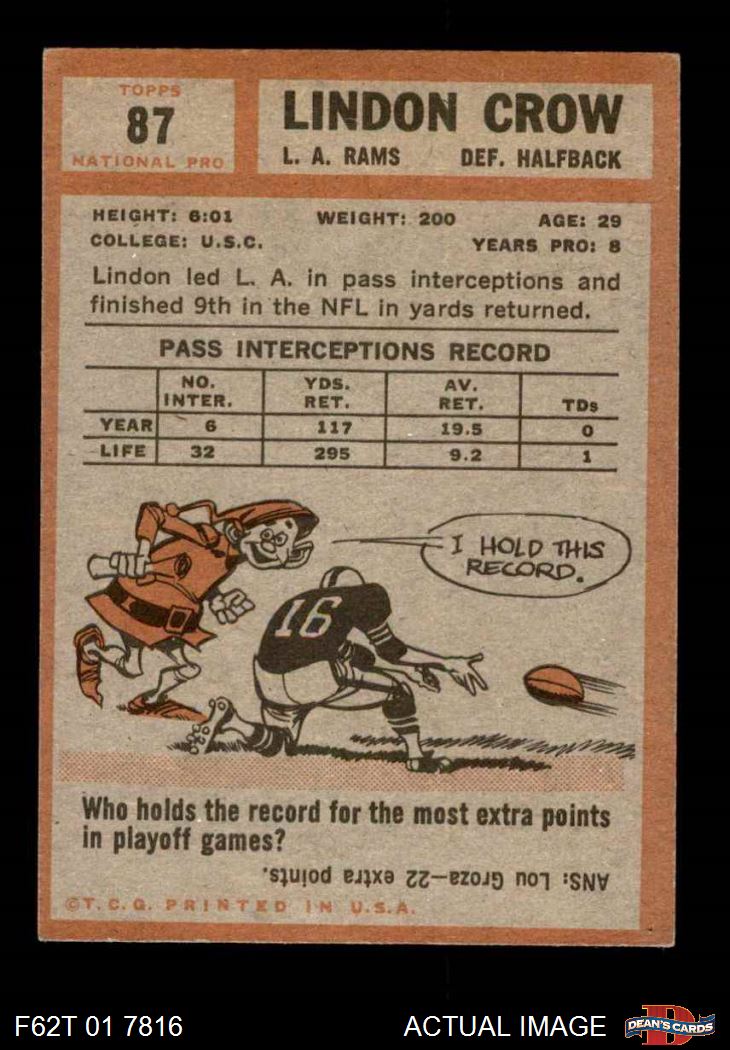 TOPPS
87
NATIONAL PRO
LINDON CROW
L. A. RAMS DEF. HALFBACK
HEIGHT: 6:01 WEIGHT: 200 AGE: 29
COLLEGE: U.S.C. YEARS PRO: 8
Lindon led L. A. in pass interceptions and
finished 9th in the NFL in yards returned.
PASS INTERCEPTIONS RECORD
NO. INTER. YDS. RET. AV. RET. TDs
YEAR 6 117 19.5 0
LIFE 32 295 9.2 1
I HOLD THIS
RECORD.
16
Who holds the record for the most extra points
in playoff games?
ANS: Lou Groza—22 extra points.
©T.C.G. PRINTED IN U.S.A.
F62T 01 7816 ACTUAL IMAGE
D
DEAN'S CARDS